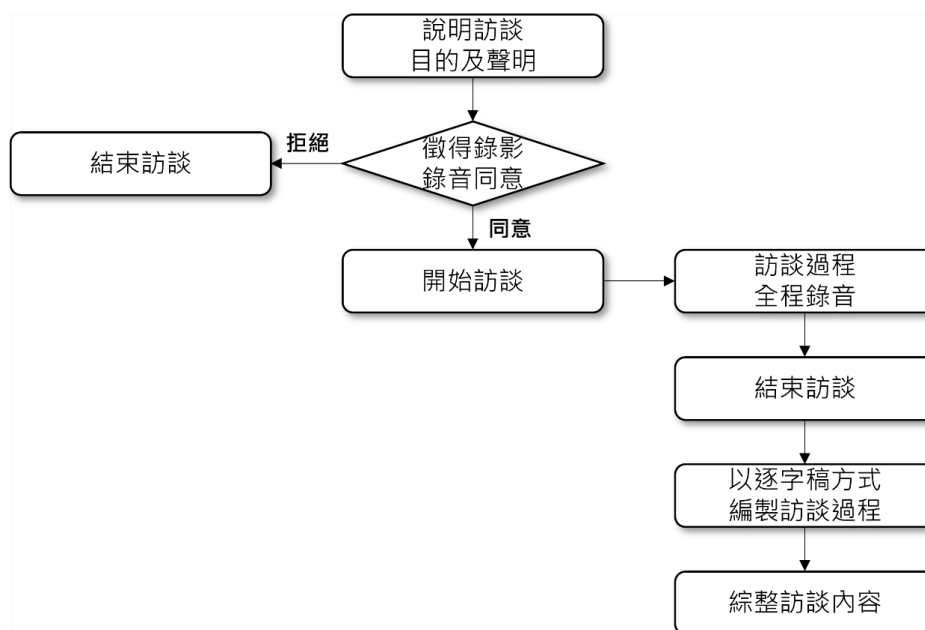 說明訪談
目的及聲明
拒絕
結束訪談
徵得錄影
錄音同意
同意
開始訪談
訪談過程
全程錄音
結束訪談
以逐字稿方式
編製訪談過程
綜整訪談內容